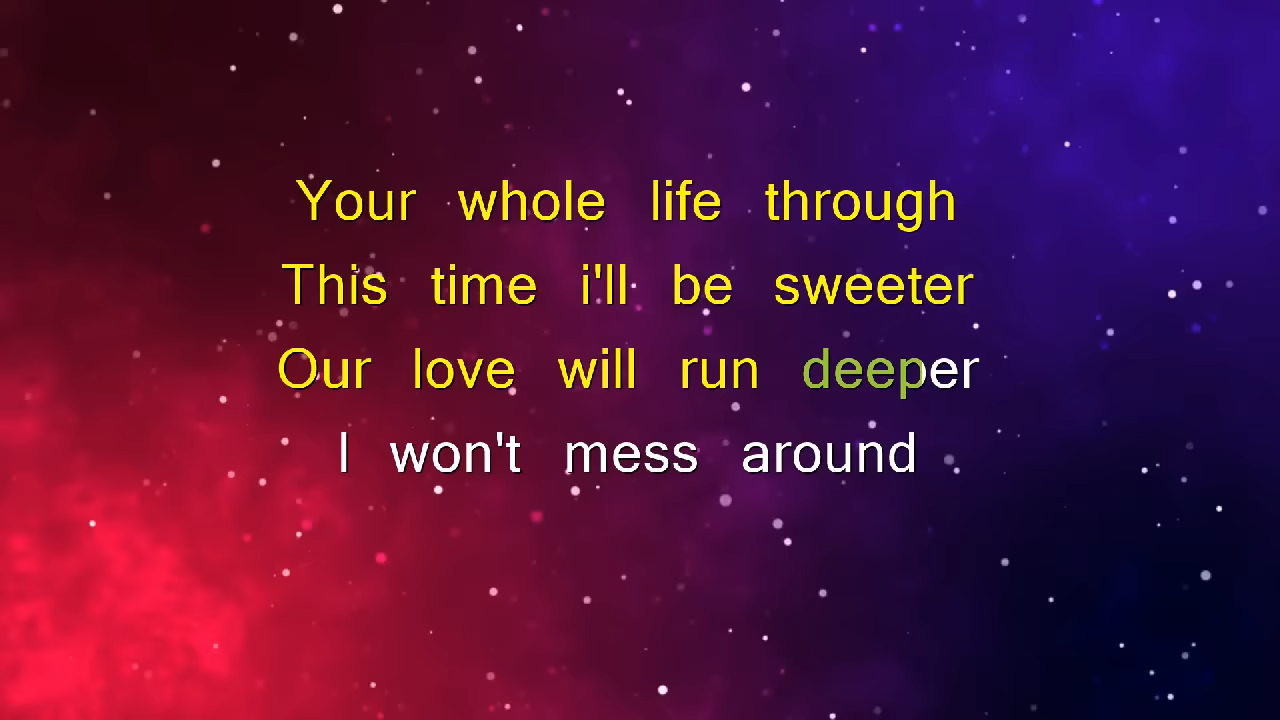 Your whole life through
This time i'll be sweeter
Our love will run deeper
I won't mess around